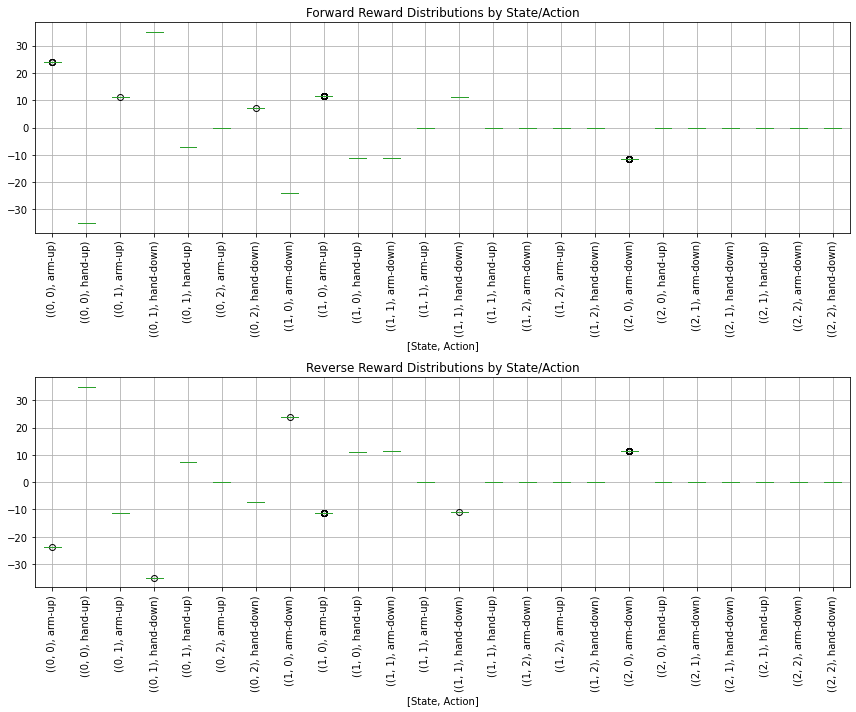 Forward Reward Distributions by State/Action
30
20
10
0
−10
−20
−30
((0, 0), arm-up)
((0, 0), hand-up)
((0, 1), arm-up)
((0, 1), hand-down)
((0, 1), hand-up)
((0, 2), arm-up)
((0, 2), hand-down)
((1, 0), arm-down)
((1, 0), arm-up)
((1, 0), hand-up)
((1, 1), arm-down)
((1, 1), arm-up)
((1, 1), hand-down)
((1, 1), hand-up)
((1, 2), arm-down)
((1, 2), arm-up)
((1, 2), hand-down)
((2, 0), arm-down)
((2, 0), hand-up)
((2, 1), arm-down)
((2, 1), hand-down)
((2, 1), hand-up)
((2, 2), arm-down)
((2, 2), hand-down)
[State, Action]
Reverse Reward Distributions by State/Action
30
20
10
0
−10
−20
−30
((0, 0), arm-up)
((0, 0), hand-up)
((0, 1), arm-up)
((0, 1), hand-down)
((0, 1), hand-up)
((0, 2), arm-up)
((0, 2), hand-down)
((1, 0), arm-down)
((1, 0), arm-up)
((1, 0), hand-up)
((1, 1), arm-down)
((1, 1), arm-up)
((1, 1), hand-down)
((1, 1), hand-up)
((1, 2), arm-down)
((1, 2), arm-up)
((1, 2), hand-down)
((2, 0), arm-down)
((2, 0), hand-up)
((2, 1), arm-down)
((2, 1), hand-down)
((2, 1), hand-up)
((2, 2), arm-down)
((2, 2), hand-down)
[State, Action]